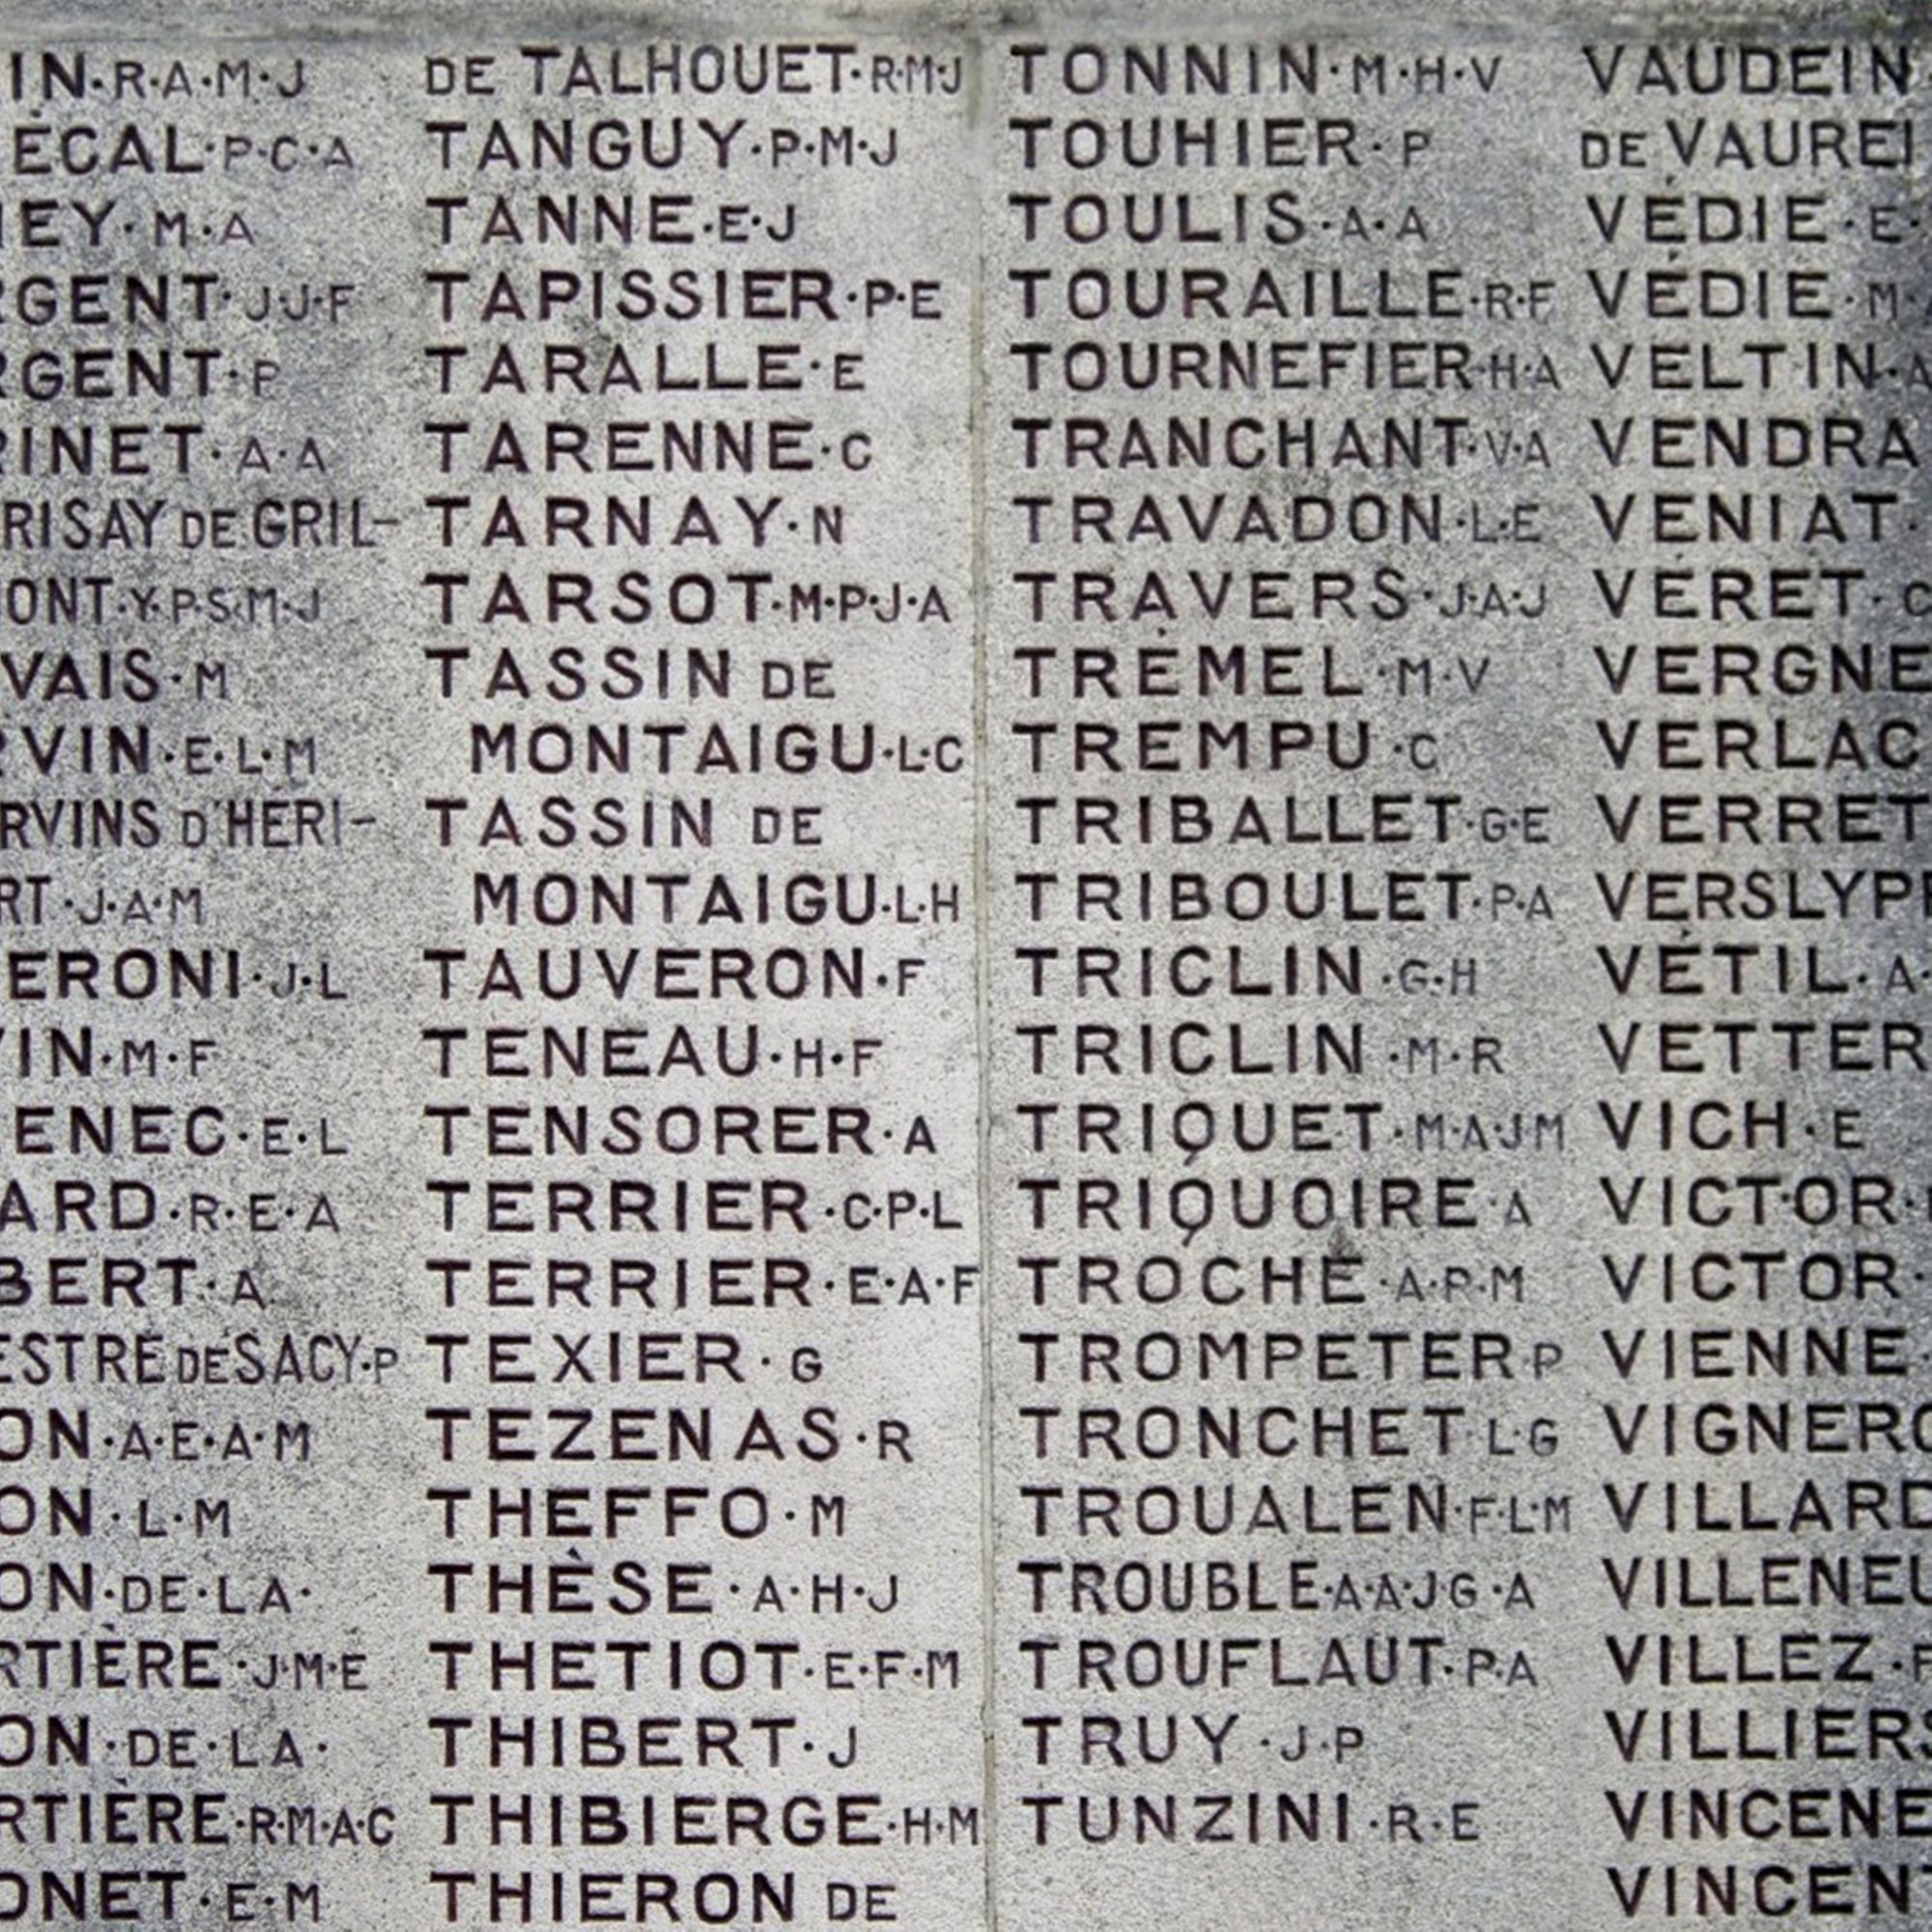 IN·R·A·M·J
ÉCAL·P·C·A
EY·M·A
RGENT·J·J·F
RGENT·P
RINET·A·A
RISAY DE GRIL-
ONT·Y·P·S·M·J
VAIS·M
RVIN·E·L·M
RVINS D'HERI-
RT·J·A·M
ERONI·J·L
VIN·M·F
ENEC·E·L
ARD·R·E·A
BERT·A
ESTRE DE SACY·P
ON·A·E·A·M
ON·L·M
ON·DE·LA·
RTIÈRE·J·M·E
ON·DE·LA·
RTIÈRE·R·M·A·C
ONET·E·M
DE TALHOUET·R·M·J
TANGUY·P·M·J
TANNE·E·J
TAPISSIER·P·E
TARALLE·E
TARENNE·C
TARNAY·N
TARSOT·M·P·J·A
TASSIN DE
MONTAIGU·L·C
TASSIN DE
MONTAIGU·L·H
TAUVERON·F
TENEAU·H·F
TENSORER·A
TERRIER·C·P·L
TERRIER·E·A·F
TEXIER·G
TEZENAS·R
THEFFO·M
THÈSE·A·H·J
THETIOT·E·F·M
THIBERT·J
THIBIERGE·H·M
THIERON DE
TONNIN·M·H·V
TOUHIER·P
TOULIS·A·A
TOURAILLE·R·F
TOURNEFIER·H·A
TRANCHANT·V·A
TRAVADON·L·E
TRAVERS·J·A·J
TRÉMEL·M·V
TREMPU·C
TRIBALLET·G·E
TRIBOULET·P·A
TRICLIN·G·H
TRICLIN·M·R
TRIQUET·M·A·J·M
TRIQUOIRE·A
TROCHE·A·P·M
TROMPETER·P
TRONCHET·L·G
TROUALEN·F·L·M
TROUBLE·A·A·J·G·A
TROUFLAUT·P·A
TRUY·J·P
TUNZINI·R·E
VAUDEIN
DE VAUREI
VÉDIE·E·
VÉDIE·M·
VELTIN·A
VENDRA
VENIAT·
VÉRET·C
VERGNE
VERLAC
VERRET
VERSLYP
VÉTIL·A·
VETTER
VICH·E
VICTOR·
VICTOR·
VIENNE
VIGNERO
VILLARD
VILLENEU
VILLEZ·F
VILLIERS
VINCENE
VINCENT